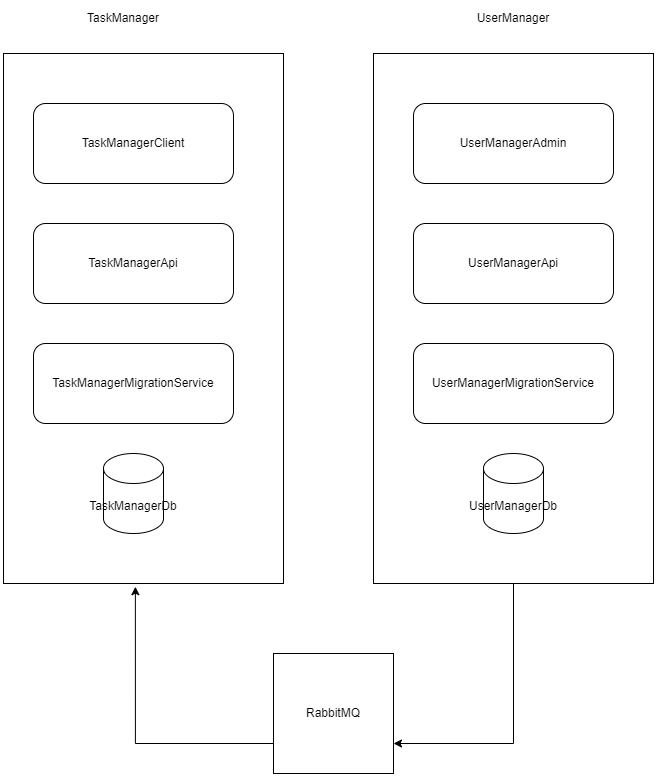 TaskManager
UserManager
TaskManagerClient
UserManagerAdmin
TaskManagerApi
UserManagerApi
TaskManagerMigrationService
UserManagerMigrationService
TaskManagerDb
UserManagerDb
RabbitMQ